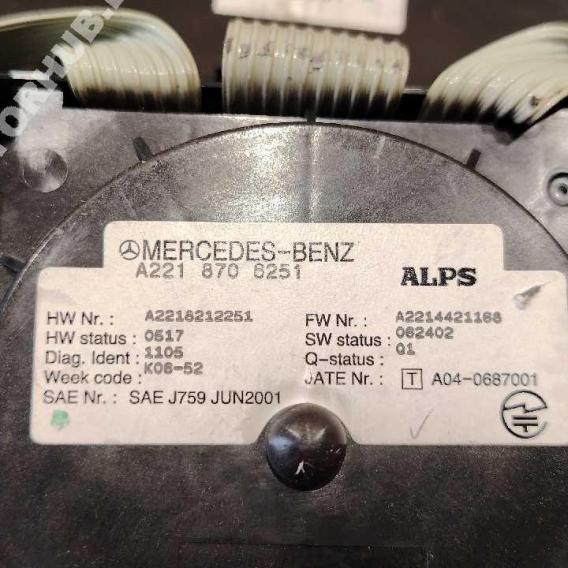 MERCEDES-BENZ
A221 870 6251
ALPS
HW Nr. : A2218212251
HW status : 0517
Diag. Ident : 1105
Week code : K06-52
SAE Nr. : SAE J759 JUN2001
FW Nr. : A2214421168
SW status : 062402
Q-status : Q1
JATE Nr. : T A04-0687001